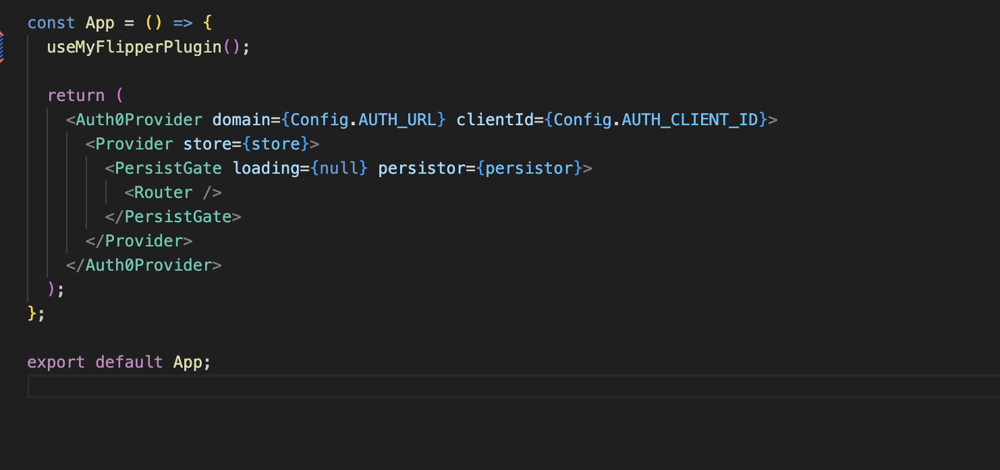 const App = () => {
  useMyFlipperPlugin();

  return (
    <Auth0Provider domain={Config.AUTH_URL} clientId={Config.AUTH_CLIENT_ID}>
      <Provider store={store}>
        <PersistGate loading={null} persistor={persistor}>
          <Router />
        </PersistGate>
      </Provider>
    </Auth0Provider>
  );
};

export default App;